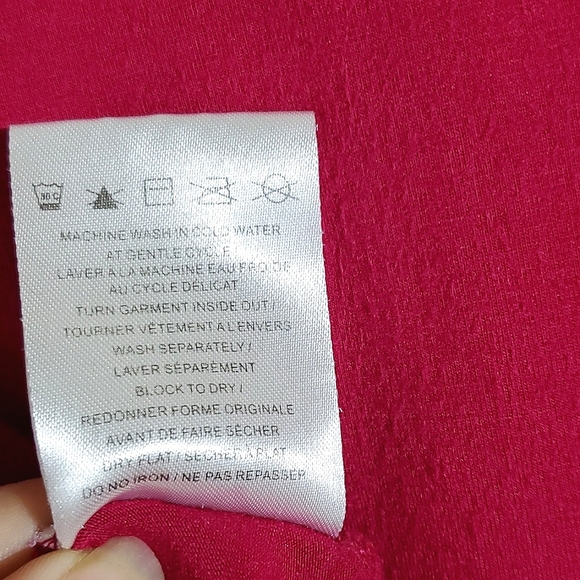 30 C
MACHINE WASH IN COLD WATER
AT GENTLE CYCLE
LAVER A LA MACHINE EAU FROIDE
AU CYCLE DÉLICAT
TURN GARMENT INSIDE OUT /
TOURNER VÊTEMENT A L'ENVERS
WASH SEPARATELY /
LAVER SÉPARÉMENT
BLOCK TO DRY /
REDONNER FORME ORIGINALE
AVANT DE FAIRE SÉCHER
DRY FLAT / SÉCHER À PLAT
DO NO IRON / NE PAS REPASSER